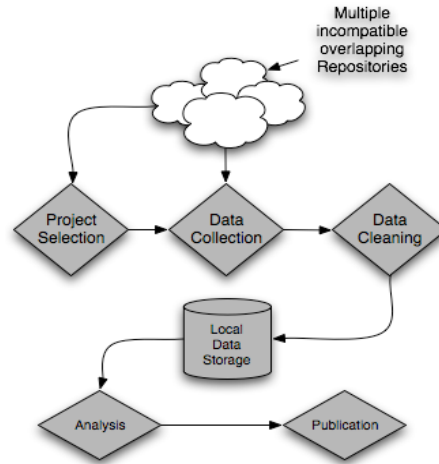 Multiple
incompatible
overlapping
Repositories
Project
Selection
Data
Collection
Data
Cleaning
Local
Data
Storage
Analysis
Publication